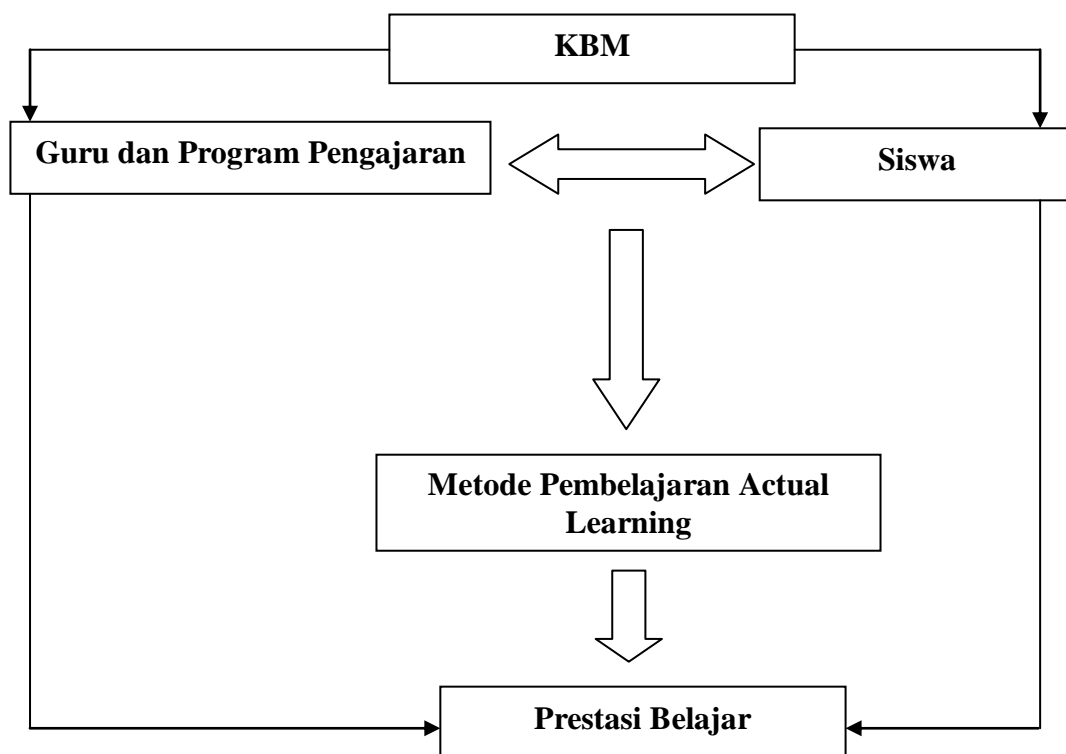 KBM
Guru dan Program Pengajaran
Siswa
Metode Pembelajaran Actual
Learning
Prestasi Belajar